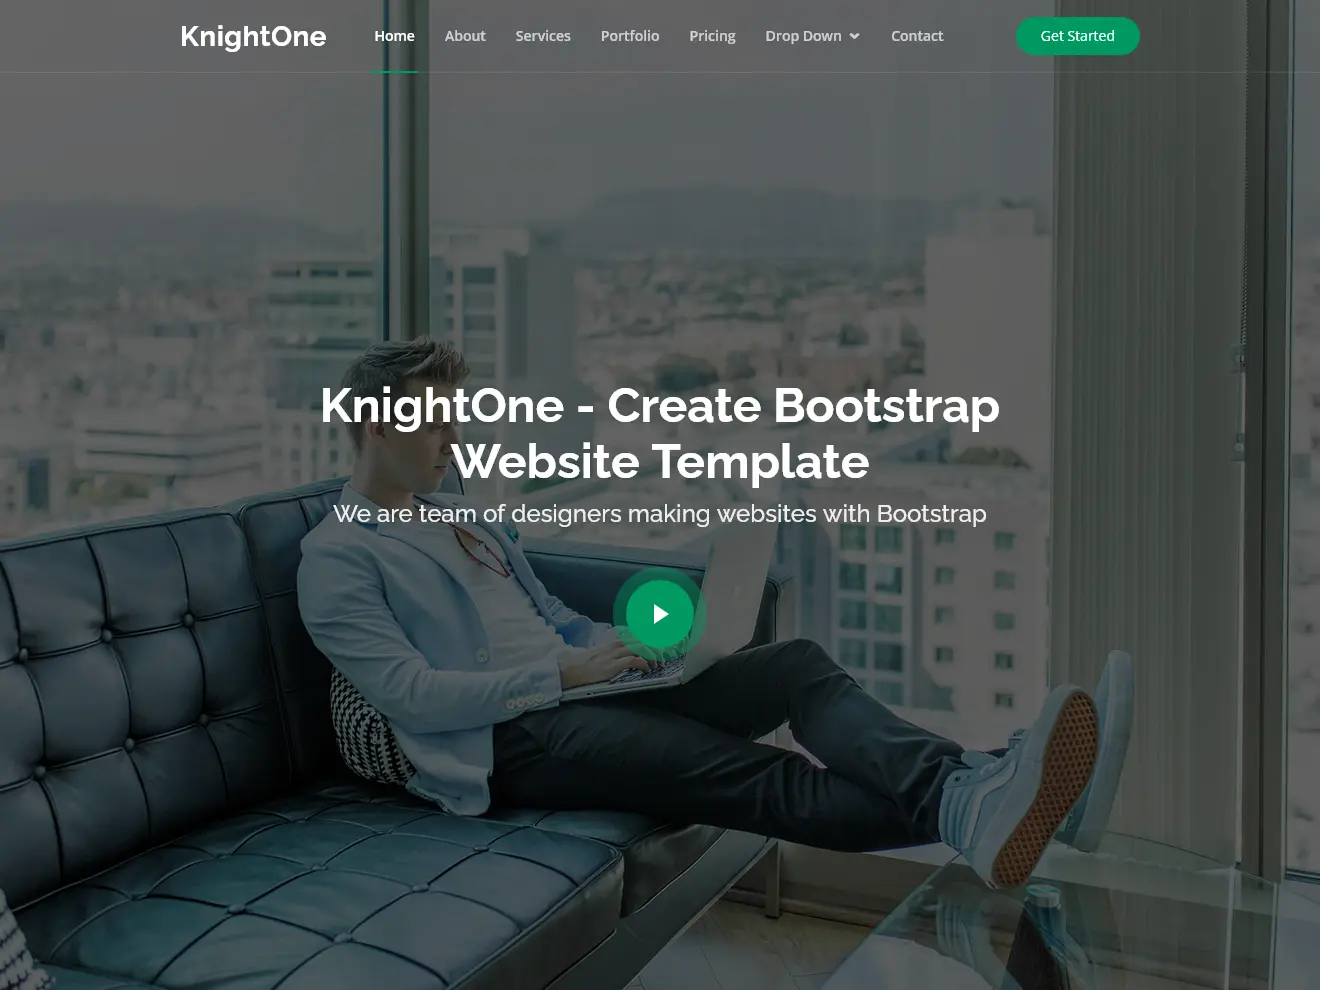 KnightOne
Home About Services Portfolio Pricing Drop Down Contact
Get Started
KnightOne - Create Bootstrap
Website Template
We are team of designers making websites with Bootstrap